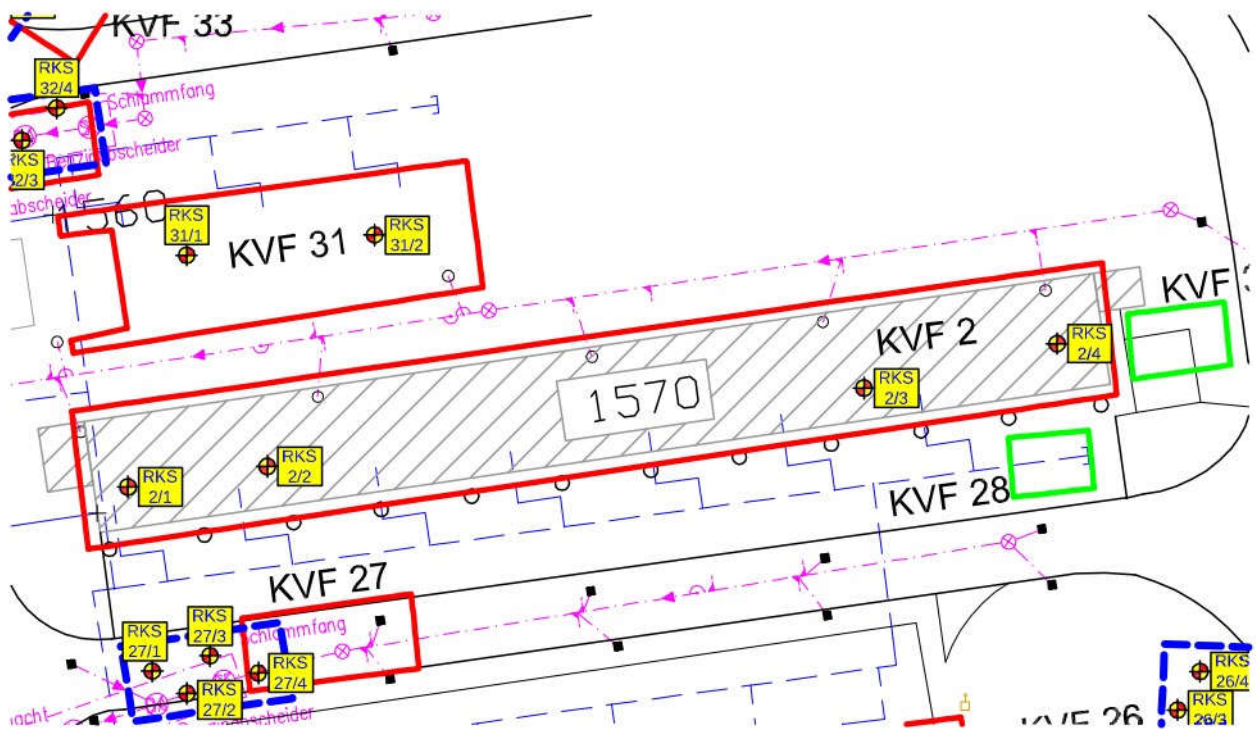 KVF 33
RKS
32/4
Schlammfang
Benzinabscheider
RKS
32/3
abscheider
1560
RKS
31/1
KVF 31
RKS
31/2
KVF
KVF 2
RKS
2/4
1570
RKS
2/3
RKS
2/2
RKS
2/1
KVF 28
KVF 27
RKS
27/3
Schlammfang
RKS
27/1
RKS
27/4
RKS
27/2
RKS
26/4
RKS
26/3
KVF 26